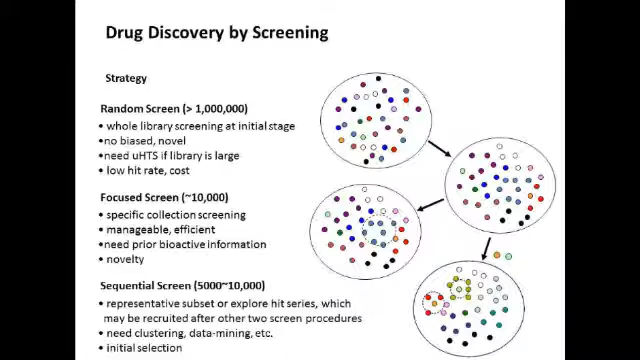 Drug Discovery by Screening
Strategy
Random Screen (> 1,000,000)
• whole library screening at initial stage
• no biased, novel
• need uHTS if library is large
• low hit rate, cost
Focused Screen (~10,000)
• specific collection screening
• manageable, efficient
• need prior bioactive information
• novelty
Sequential Screen (5000~10,000)
• representative subset or explore hit series, which
may be recruited after other two screen procedures
• need clustering, data-mining, etc.
• initial selection